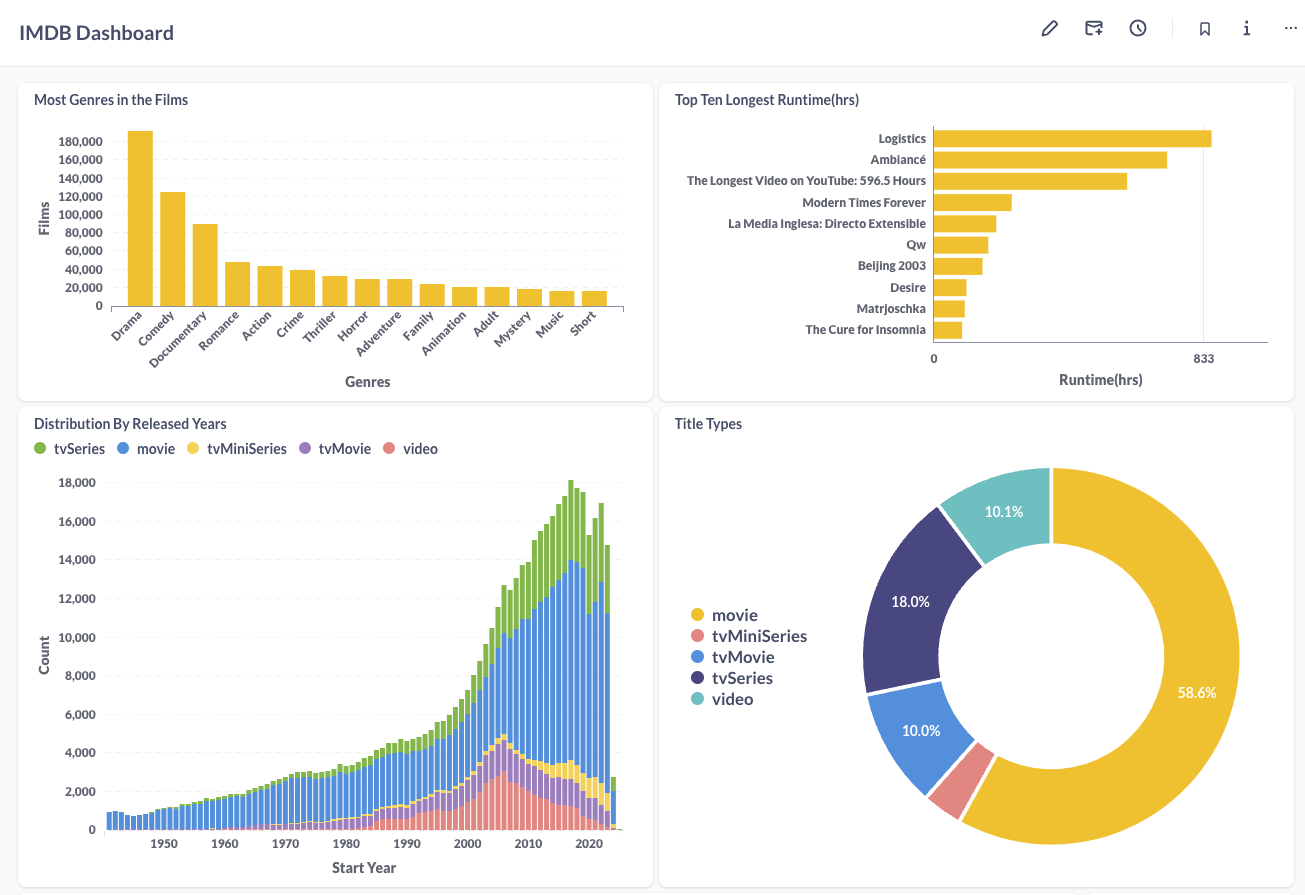 IMDB Dashboard
Most Genres in the Films
180,000
160,000
140,000
120,000
100,000
80,000
60,000
40,000
20,000
0
Films
Drama
Comedy
Documentary
Romance
Action
Crime
Thriller
Horror
Adventure
Family
Animation
Adult
Mystery
Music
Short
Genres
Top Ten Longest Runtime(hrs)
Logistics
Ambiancé
The Longest Video on YouTube: 596.5 Hours
Modern Times Forever
La Media Inglesa: Directo Extensible
Qw
Beijing 2003
Desire
Matrjoschka
The Cure for Insomnia
0 833
Runtime(hrs)
Distribution By Released Years
tvSeries movie tvMiniSeries tvMovie video
18,000
16,000
14,000
12,000
10,000
8,000
6,000
4,000
2,000
0
Count
1950 1960 1970 1980 1990 2000 2010 2020
Start Year
Title Types
movie
tvMiniSeries
tvMovie
tvSeries
video
10.1%
18.0%
58.6%
10.0%